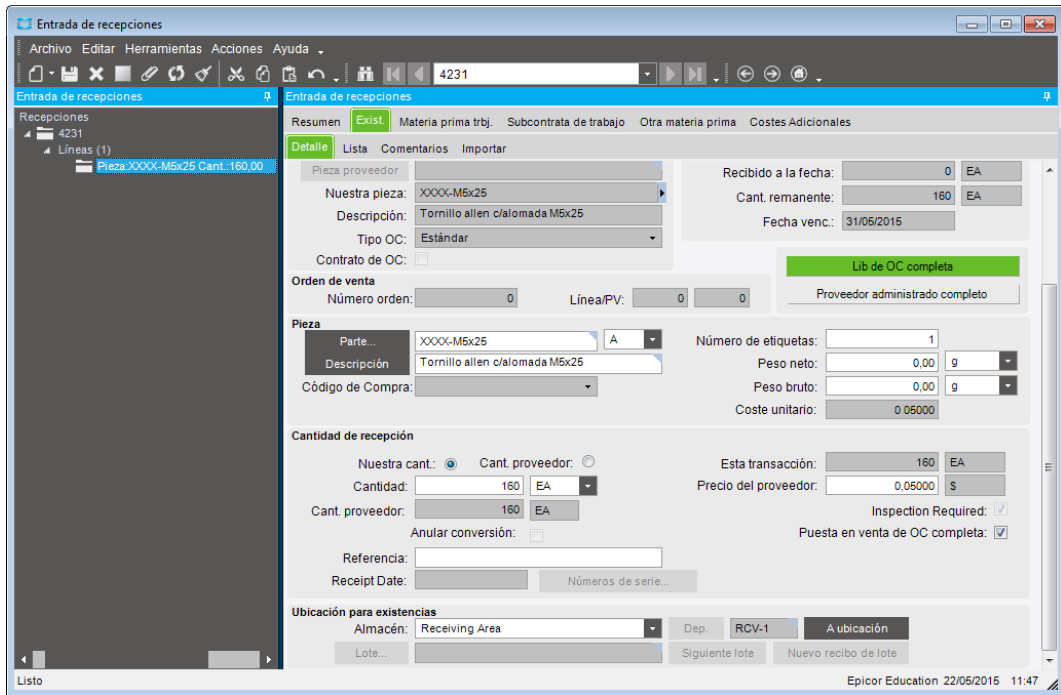 Entrada de recepciones
Archivo Editar Herramientas Acciones Ayuda
4231
Entrada de recepciones
Recepciones
4231
Líneas (1)
Pieza:XXXX-M5x25 Cant.:160,00
Entrada de recepciones
Resumen Exist. Materia prima trbj. Subcontrata de trabajo Otra materia prima Costes Adicionales
Detalle Lista Comentarios Importar
Pieza proveedor
Nuestra pieza: XXXX-M5x25
Descripción: Tornillo allen c/alomada M5x25
Tipo OC: Estándar
Contrato de OC:
Recibido a la fecha: 0 EA
Cant. remanente: 160 EA
Fecha venc.: 31/05/2015
Lib de OC completa
Proveedor administrado completo
Orden de venta
Número orden: 0 Línea/PV: 0 0
Pieza
Parte... XXXX-M5x25 A
Descripción Tornillo allen c/alomada M5x25
Código de Compra:
Número de etiquetas: 1
Peso neto: 0,00 g
Peso bruto: 0,00 g
Coste unitario: 0.05000
Cantidad de recepción
Nuestra cant.: Cant. proveedor:
Cantidad: 160 EA
Cant. proveedor: 160 EA
Anular conversión:
Referencia:
Receipt Date: Números de serie...
Esta transacción: 160 EA
Precio del proveedor: 0,05000 $
Inspection Required:
Puesta en venta de OC completa:
Ubicación para existencias
Almacén: Receiving Area Dep. RCV-1 A ubicación
Lote... Siguiente lote Nuevo recibo de lote
Listo Epicor Education 22/05/2015 11:47